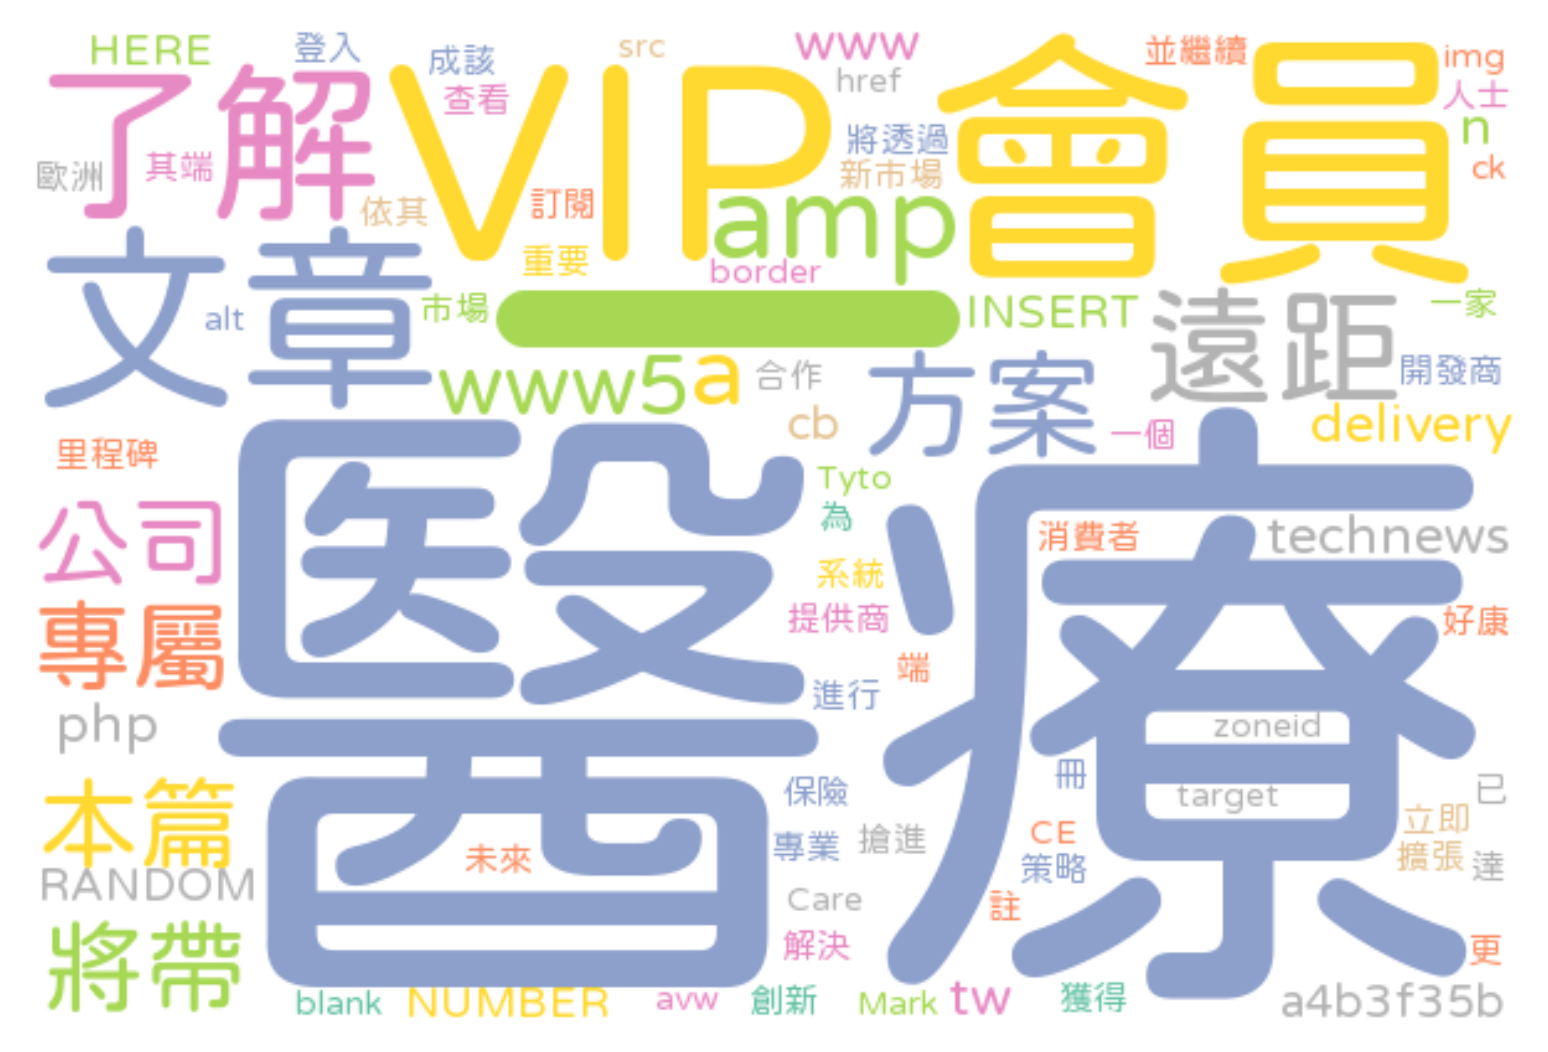 HERE
登入
成該
src
www
並繼續
img
了解
VIP
會員
查看
href
人士
n
將透過
歐洲
其端
新市場
ck
依其
訂閱
amp
文章
重要
border
alt
市場
INSERT
遠距
一家
www5
a
合作
方案
開發商
cb
一個
delivery
里程碑
醫療
Tyto
為
公司
消費者
technews
系統
提供商
專屬
好康
端
進行
php
zoneid
冊
本篇
保險
target
已
立即
CE
專業
搶進
未來
策略
擴張
達
RANDOM
Care
註
將帶
解決
更
blank
NUMBER
avw
創新
Mark
tw
獲得
a4b3f35b